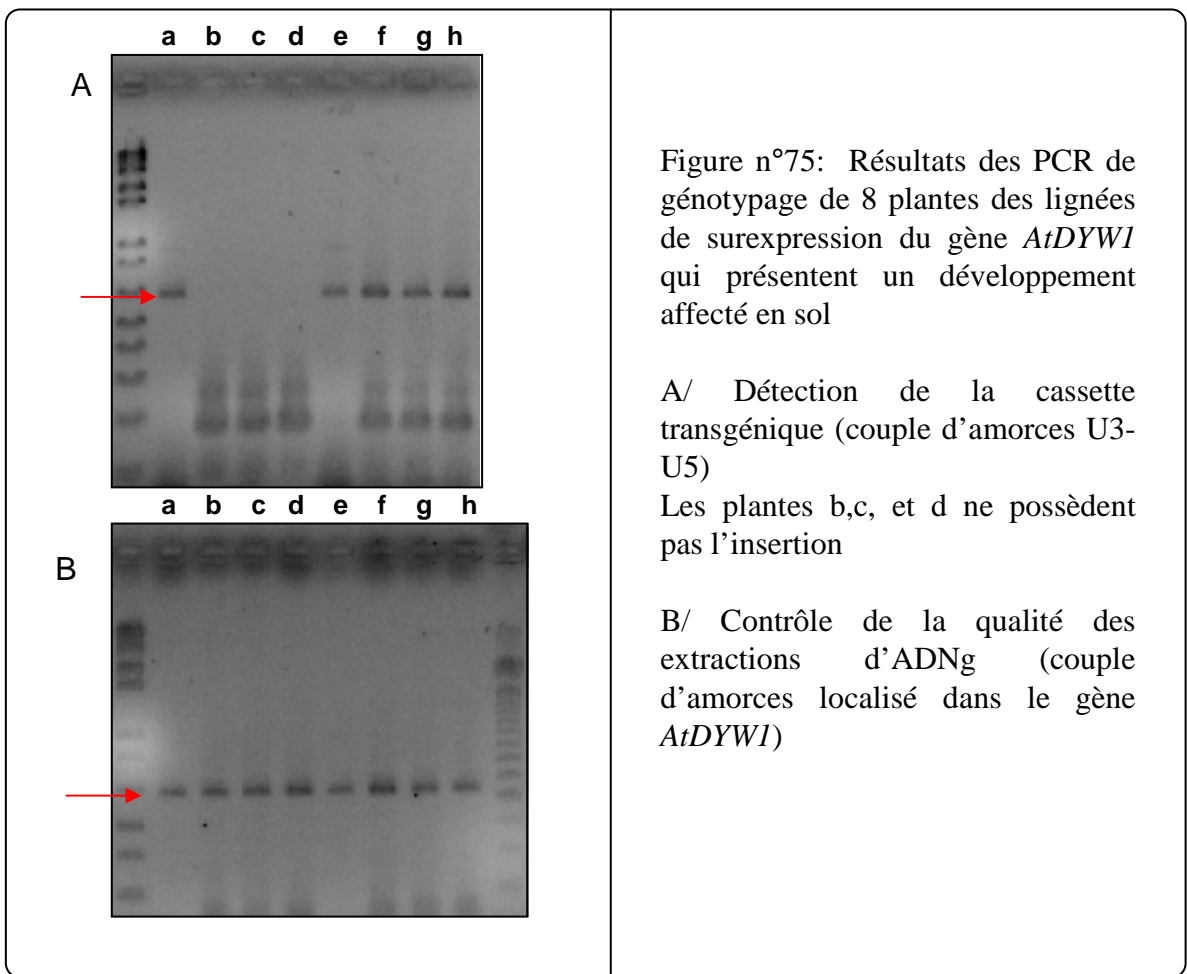 a b c d e f g h
A
a b c d e f g h
B
Figure n°75: Résultats des PCR de
génotypage de 8 plantes des lignées
de surexpression du gène AtDYW1
qui présentent un développement
affecté en sol
A/ Détection de la cassette
transgénique (couple d'amorces U3-
U5)
Les plantes b,c, et d ne possèdent
pas l'insertion
B/ Contrôle de la qualité des
extractions d'ADNg (couple
d'amorces localisé dans le gène
AtDYW1)